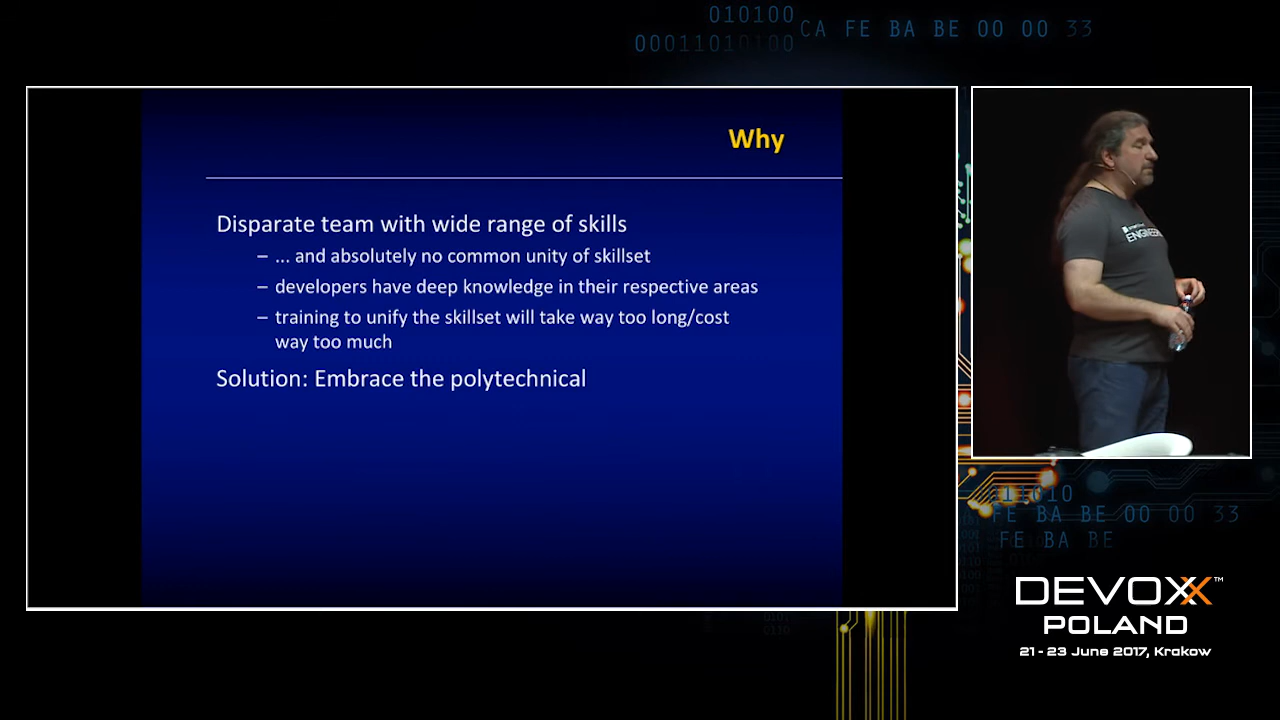 010100
CA FE BA BE 00 00 33
00011010100
Why
Disparate team with wide range of skills
– ... and absolutely no common unity of skillset
– developers have deep knowledge in their respective areas
– training to unify the skillset will take way too long/cost
way too much
Solution: Embrace the polytechnical
ENGINEER
111010
FE BA BE 00 00 33
FE BA BE
DEVOXX™
POLAND
21 - 23 June 2017, Krakow